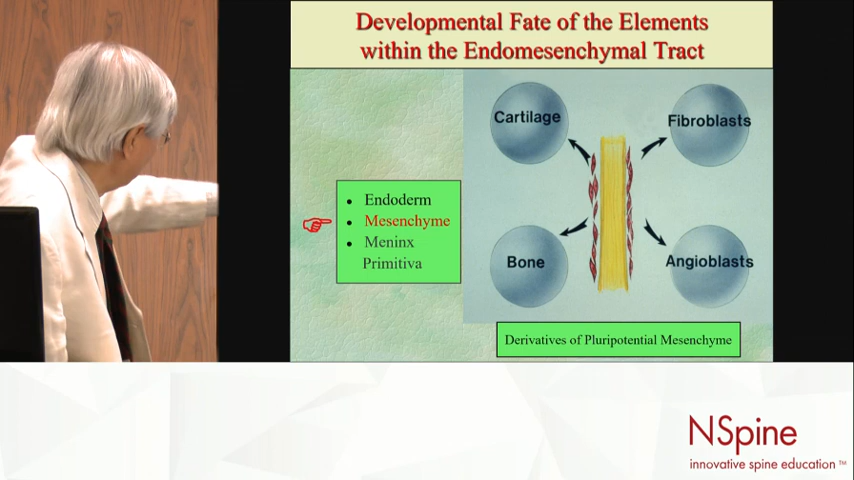 Developmental Fate of the Elements
within the Endomesenchymal Tract
Cartilage
Fibroblasts
• Endoderm
• Mesenchyme
• Meninx
Primitiva
Bone
Angioblasts
Derivatives of Pluripotential Mesenchyme
NSpine
innovative spine education ™